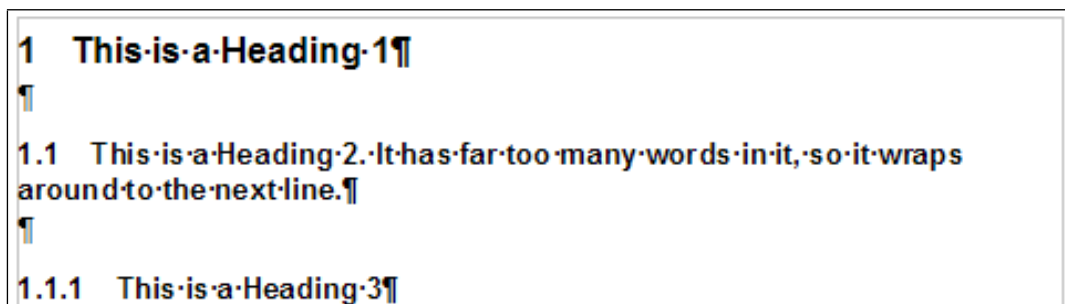 1 This·is·a·Heading·1¶
¶
1.1 This·is·a·Heading·2.·It·has·far·too·many·words·in·it,·so·it·wraps
around·to·the·next·line.¶
¶
1.1.1 This·is·a·Heading·3¶